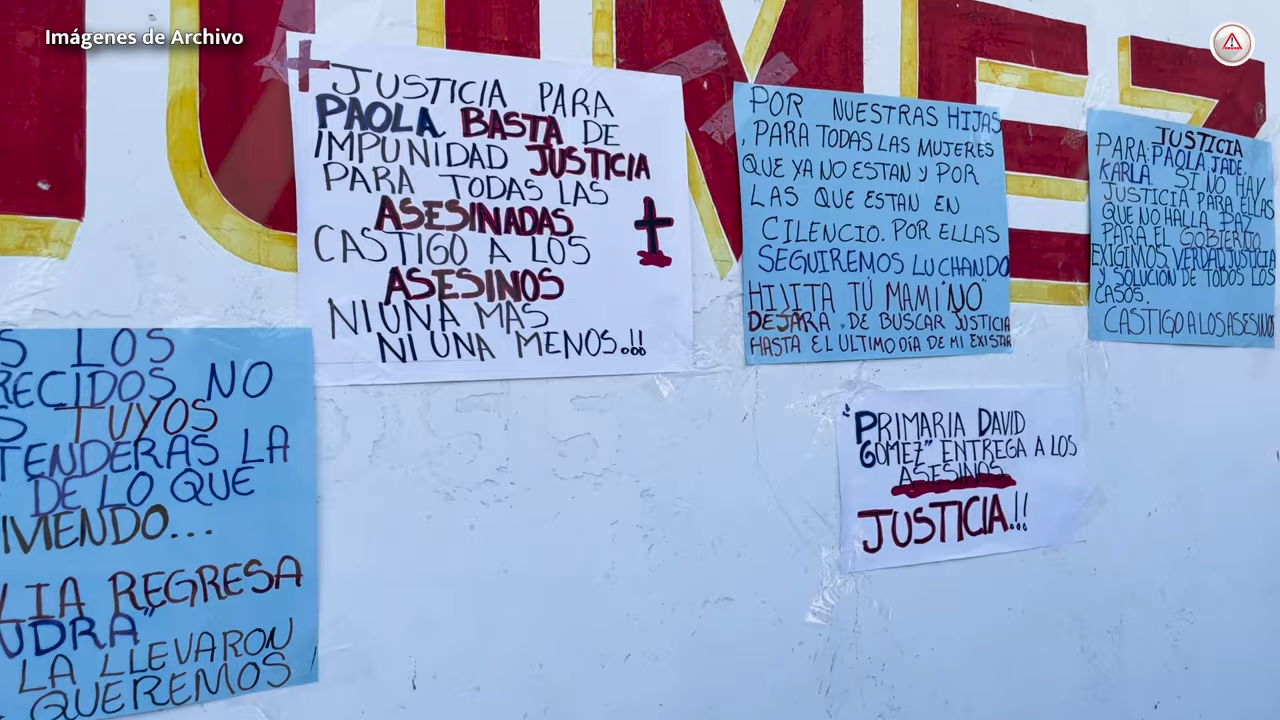 Imágenes de Archivo
JUSTICIA PARA
PAOLA BASTA DE
IMPUNIDAD JUSTICIA
PARA TODAS LAS
ASESINADAS
CASTIGO A LOS
ASESINOS
NI UNA MAS
NI UNA MENOS.!!
POR NUESTRAS HIJAS
, PARA TODAS LAS MUJERES
QUE YA NO ESTAN Y POR
LAS QUE ESTAN EN
CILENCIO. POR ELLAS
SEGUIREMOS LUCHANDO
HIJITA TÚ MAMI "NO"
DEJARA DE BUSCAR JUSTICIA
HASTA EL ULTIMO DIA DE MI EXISTIR
JUSTICIA
PARA: PAOLA, JADE,
KARLA. SI NO HAY
JUSTICIA PARA ELLAS
QUE NO HALLA PAZ
PARA EL GOBIERNO
EXIGIMOS VERDAD, JUSTICIA
Y SOLUCION DE TODOS LOS
CASOS.
CASTIGO A LOS ASESINOS
"PRIMARIA DAVID
GOMEZ" ENTREGA A LOS
ASESINOS
JUSTICIA!!
S LOS
RECIDOS NO
S TUYOS
TENDERAS LA
DE LO QUE
IVIENDO...
LIA REGRESA
UDRA"
LA LLEVARON
QUEREMOS